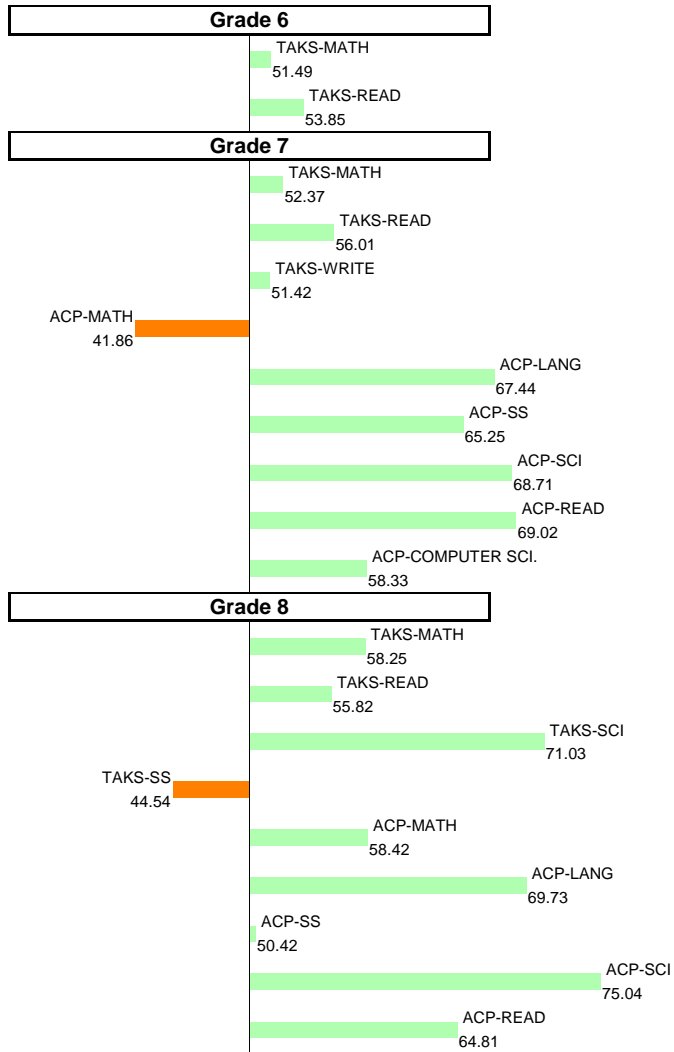 Grade 6
TAKS-MATH
51.49
TAKS-READ
53.85
Grade 7
TAKS-MATH
52.37
TAKS-READ
56.01
TAKS-WRITE
51.42
ACP-MATH
41.86
ACP-LANG
67.44
ACP-SS
65.25
ACP-SCI
68.71
ACP-READ
69.02
ACP-COMPUTER SCI.
58.33
Grade 8
TAKS-MATH
58.25
TAKS-READ
55.82
TAKS-SCI
71.03
TAKS-SS
44.54
ACP-MATH
58.42
ACP-LANG
69.73
ACP-SS
50.42
ACP-SCI
75.04
ACP-READ
64.81